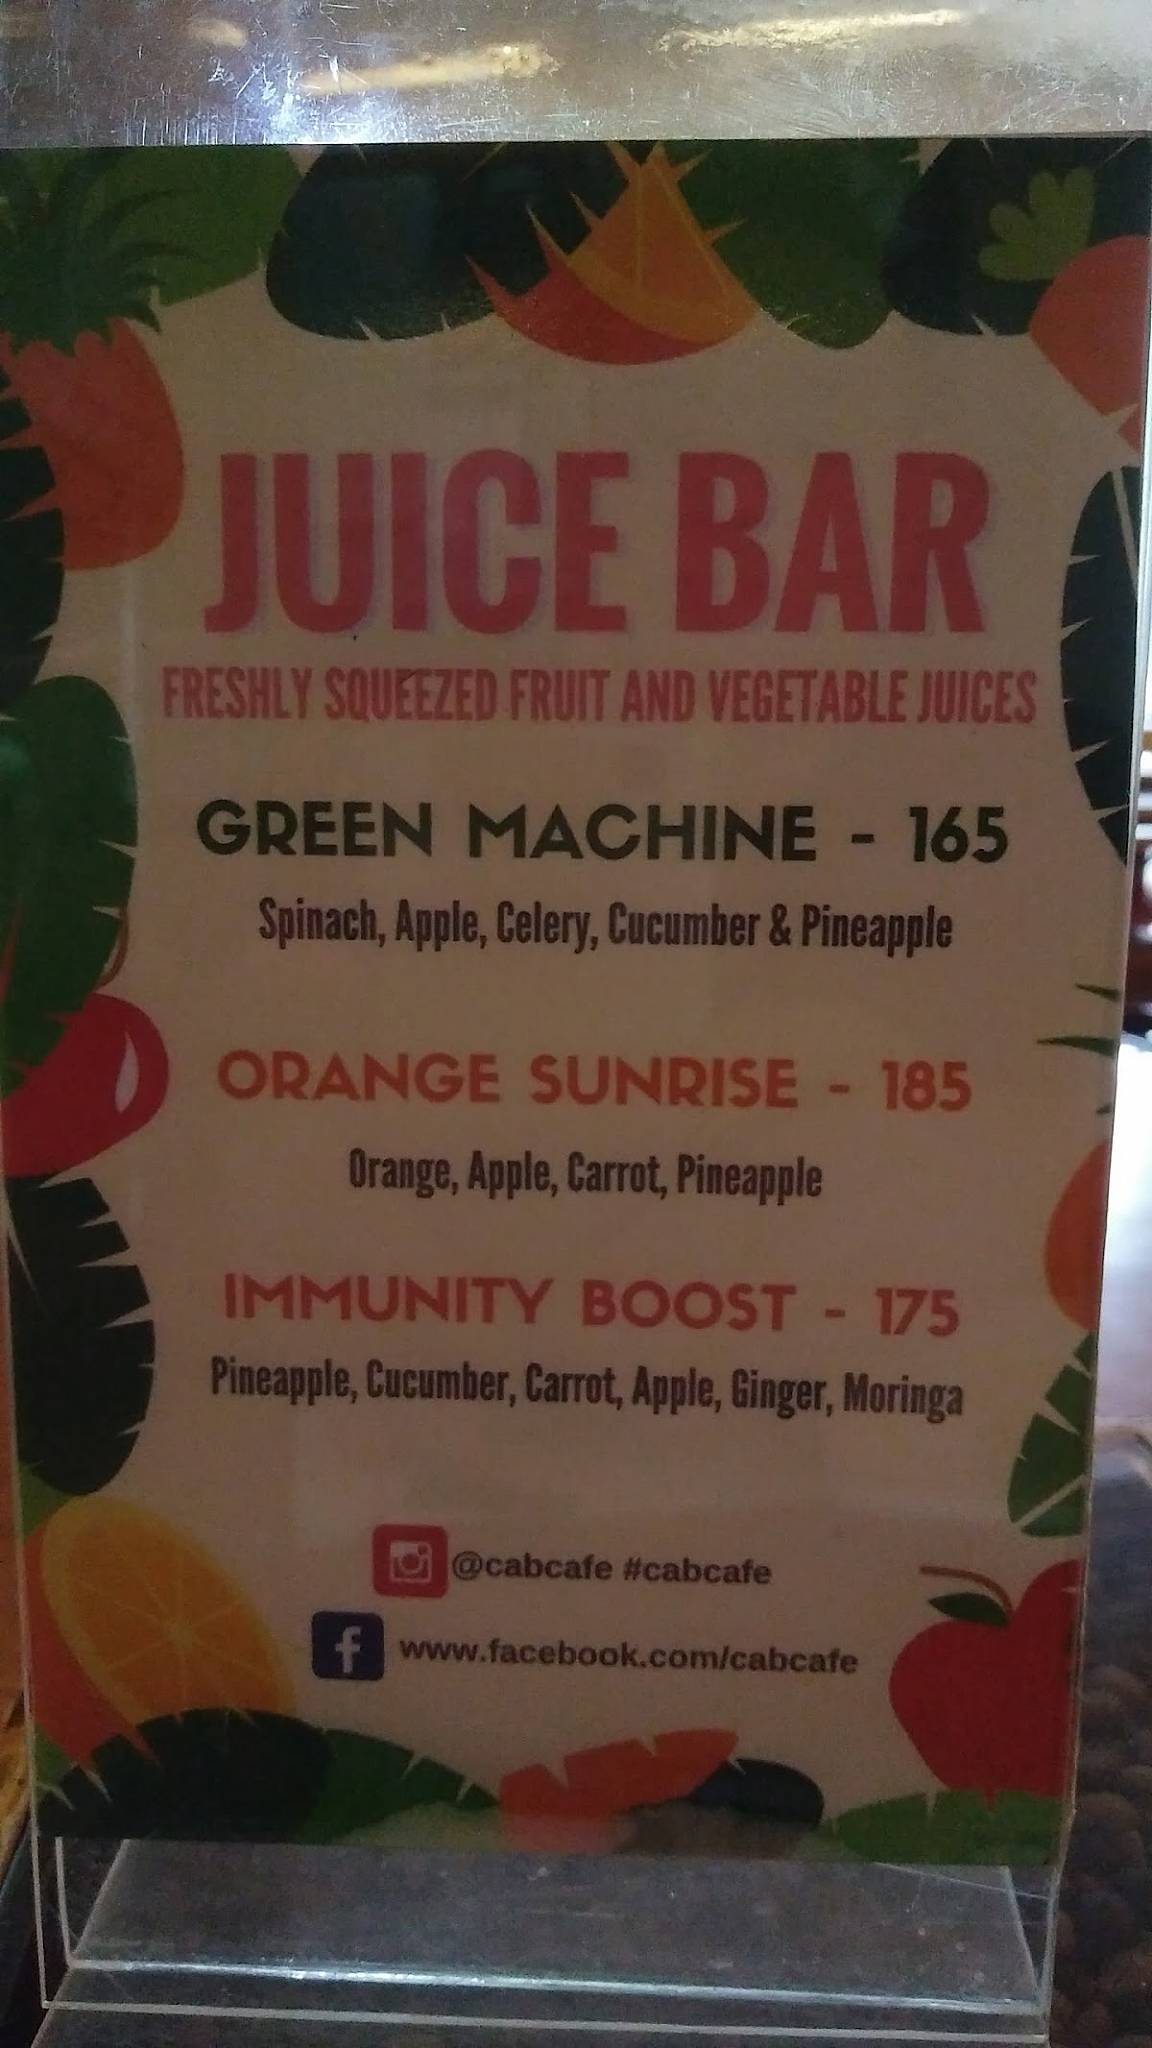 JUICE BAR
FRESHLY SQUEEZED FRUIT AND VEGETABLE JUICES
GREEN MACHINE - 165
Spinach, Apple, Celery, Cucumber & Pineapple
ORANGE SUNRISE - 185
Orange, Apple, Carrot, Pineapple
IMMUNITY BOOST - 175
Pineapple, Cucumber, Carrot, Apple, Ginger, Moringa
@cabcafe #cabcafe
f www.facebook.com/cabcafe